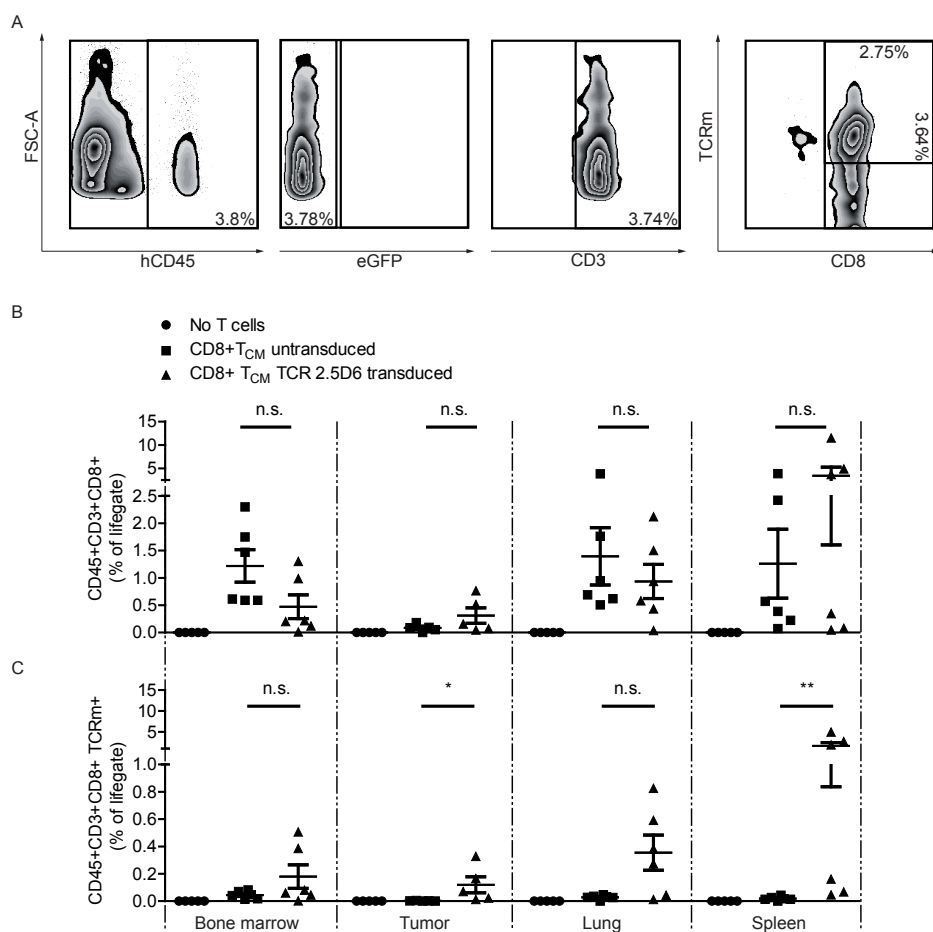 A
FSC-A
3.8%
hCD45
3.78%
eGFP
3.74%
CD3
TCRm
2.75%
3.64%
CD8
B
No T cells
CD8+TCM untransduced
CD8+ TCM TCR 2.5D6 transduced
CD45+CD3+CD8+
(% of lifegate)
n.s. n.s. n.s. n.s.
15
10
5
2.5
2.0
1.5
1.0
0.5
0.0
C
CD45+CD3+CD8+ TCRm+
(% of lifegate)
n.s. * n.s. **
15
10
5
1.0
0.8
0.6
0.4
0.2
0.0
Bone marrow Tumor Lung Spleen